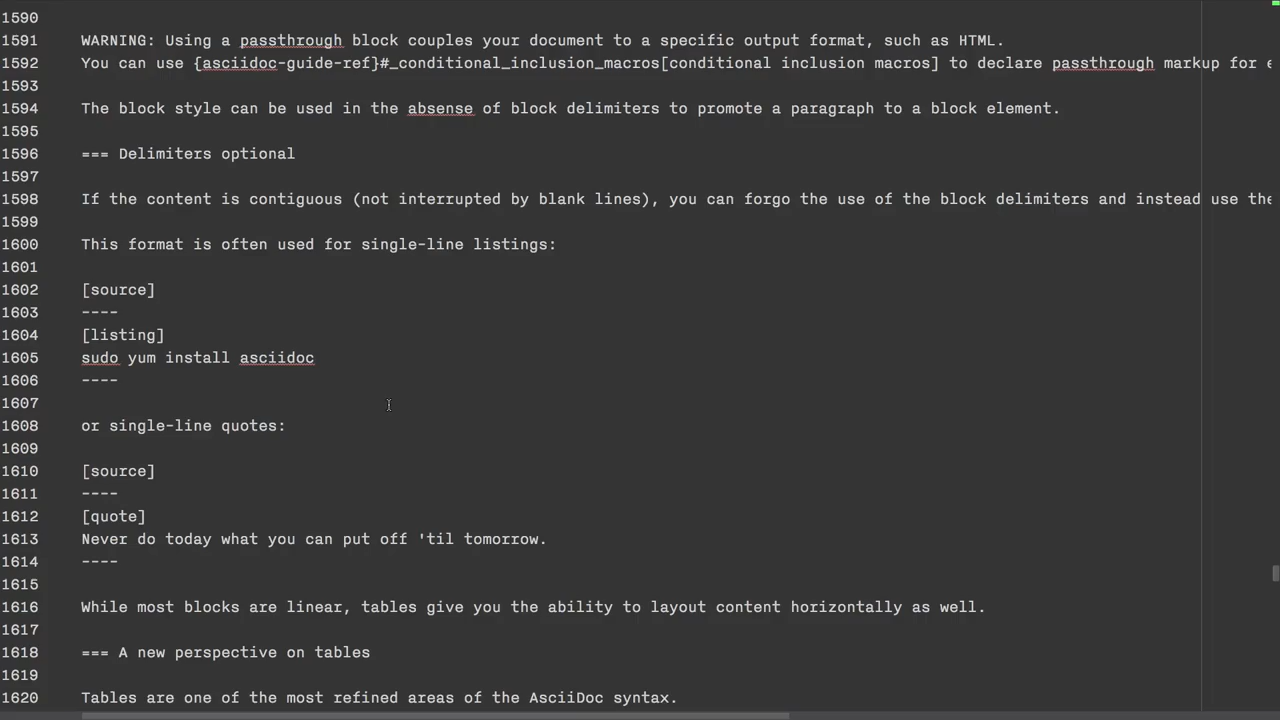 1590
1591 WARNING: Using a passthrough block couples your document to a specific output format, such as HTML.
1592 You can use {asciidoc-guide-ref}#_conditional_inclusion_macros[conditional inclusion macros] to declare passthrough markup for
1593
1594 The block style can be used in the absense of block delimiters to promote a paragraph to a block element.
1595
1596 === Delimiters optional
1597
1598 If the content is contiguous (not interrupted by blank lines), you can forgo the use of the block delimiters and instead use the
1599
1600 This format is often used for single-line listings:
1601
1602 [source]
1603 ----
1604 [listing]
1605 sudo yum install asciidoc
1606 ----
1607
1608 or single-line quotes:
1609
1610 [source]
1611 ----
1612 [quote]
1613 Never do today what you can put off 'til tomorrow.
1614 ----
1615
1616 While most blocks are linear, tables give you the ability to layout content horizontally as well.
1617
1618 === A new perspective on tables
1619
1620 Tables are one of the most refined areas of the AsciiDoc syntax.